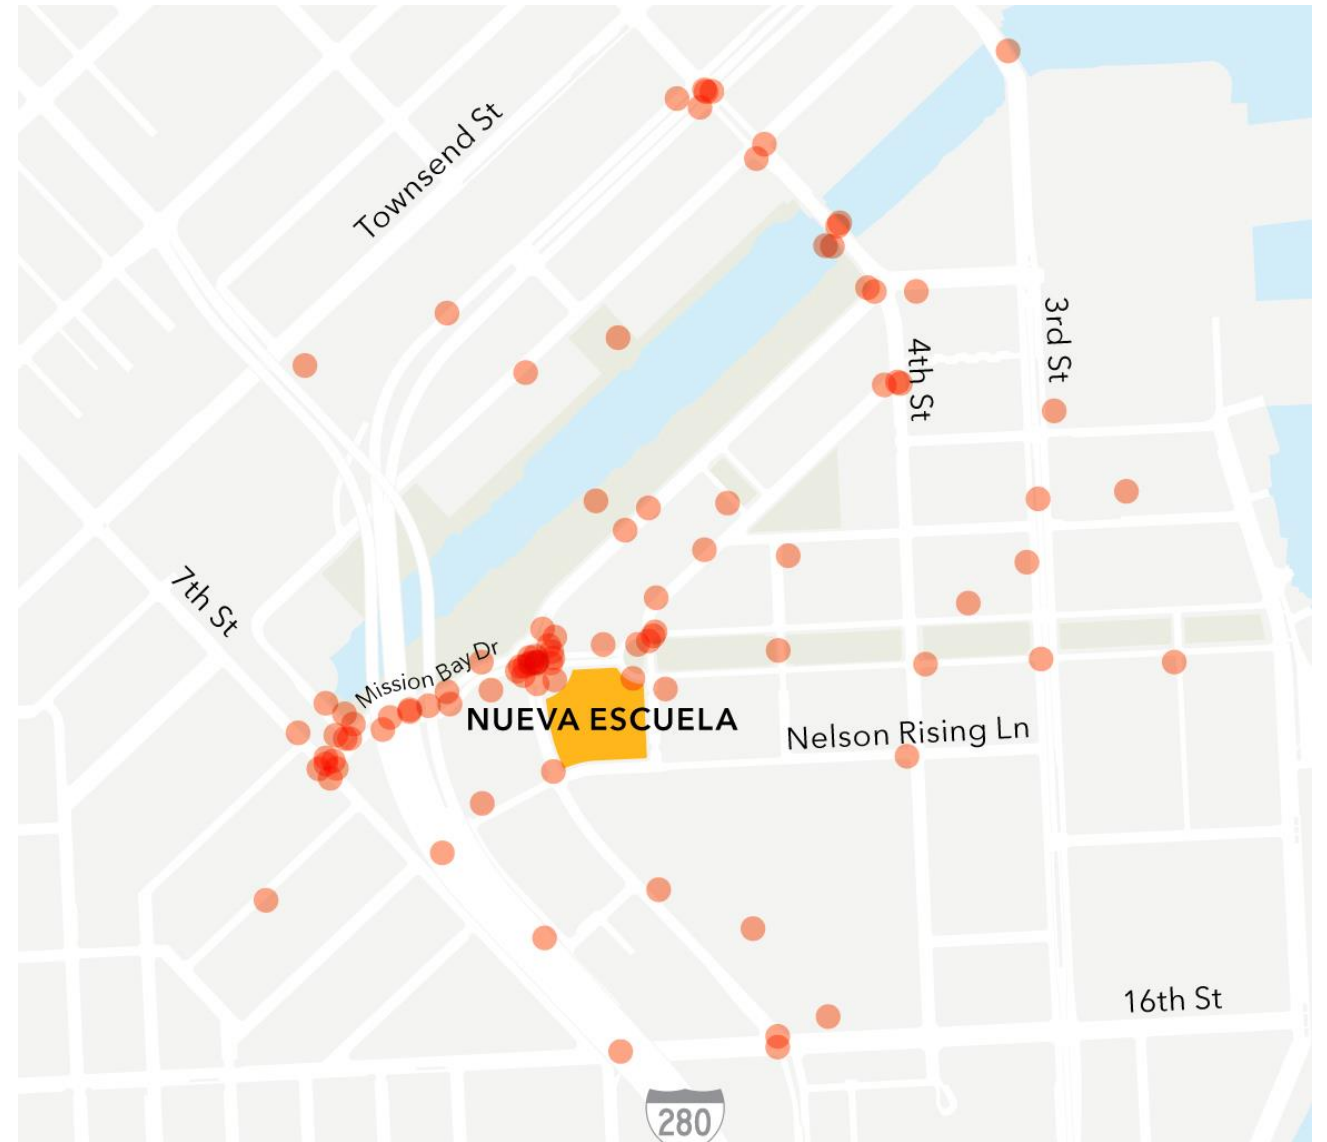 Townsend St
3rd St
4th St
7th St
Mission Bay Dr
NUEVA ESCUELA
Nelson Rising Ln
16th St
280